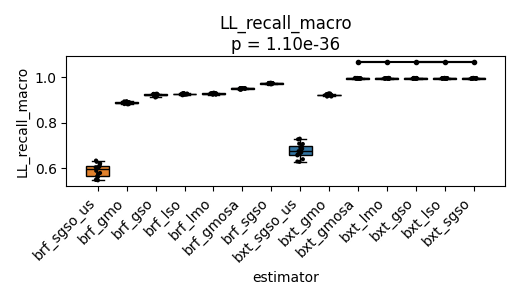 LL_recall_macro
p = 1.10e-36
LL_recall_macro
1.0
0.8
0.6
brf_sgso_us
brf_gmo
brf_gso
brf_lso
brf_lmo
brf_gmosa
brf_sgso
bxt_sgso_us
bxt_gmo
bxt_gmosa
bxt_lmo
bxt_gso
bxt_lso
bxt_sgso
estimator